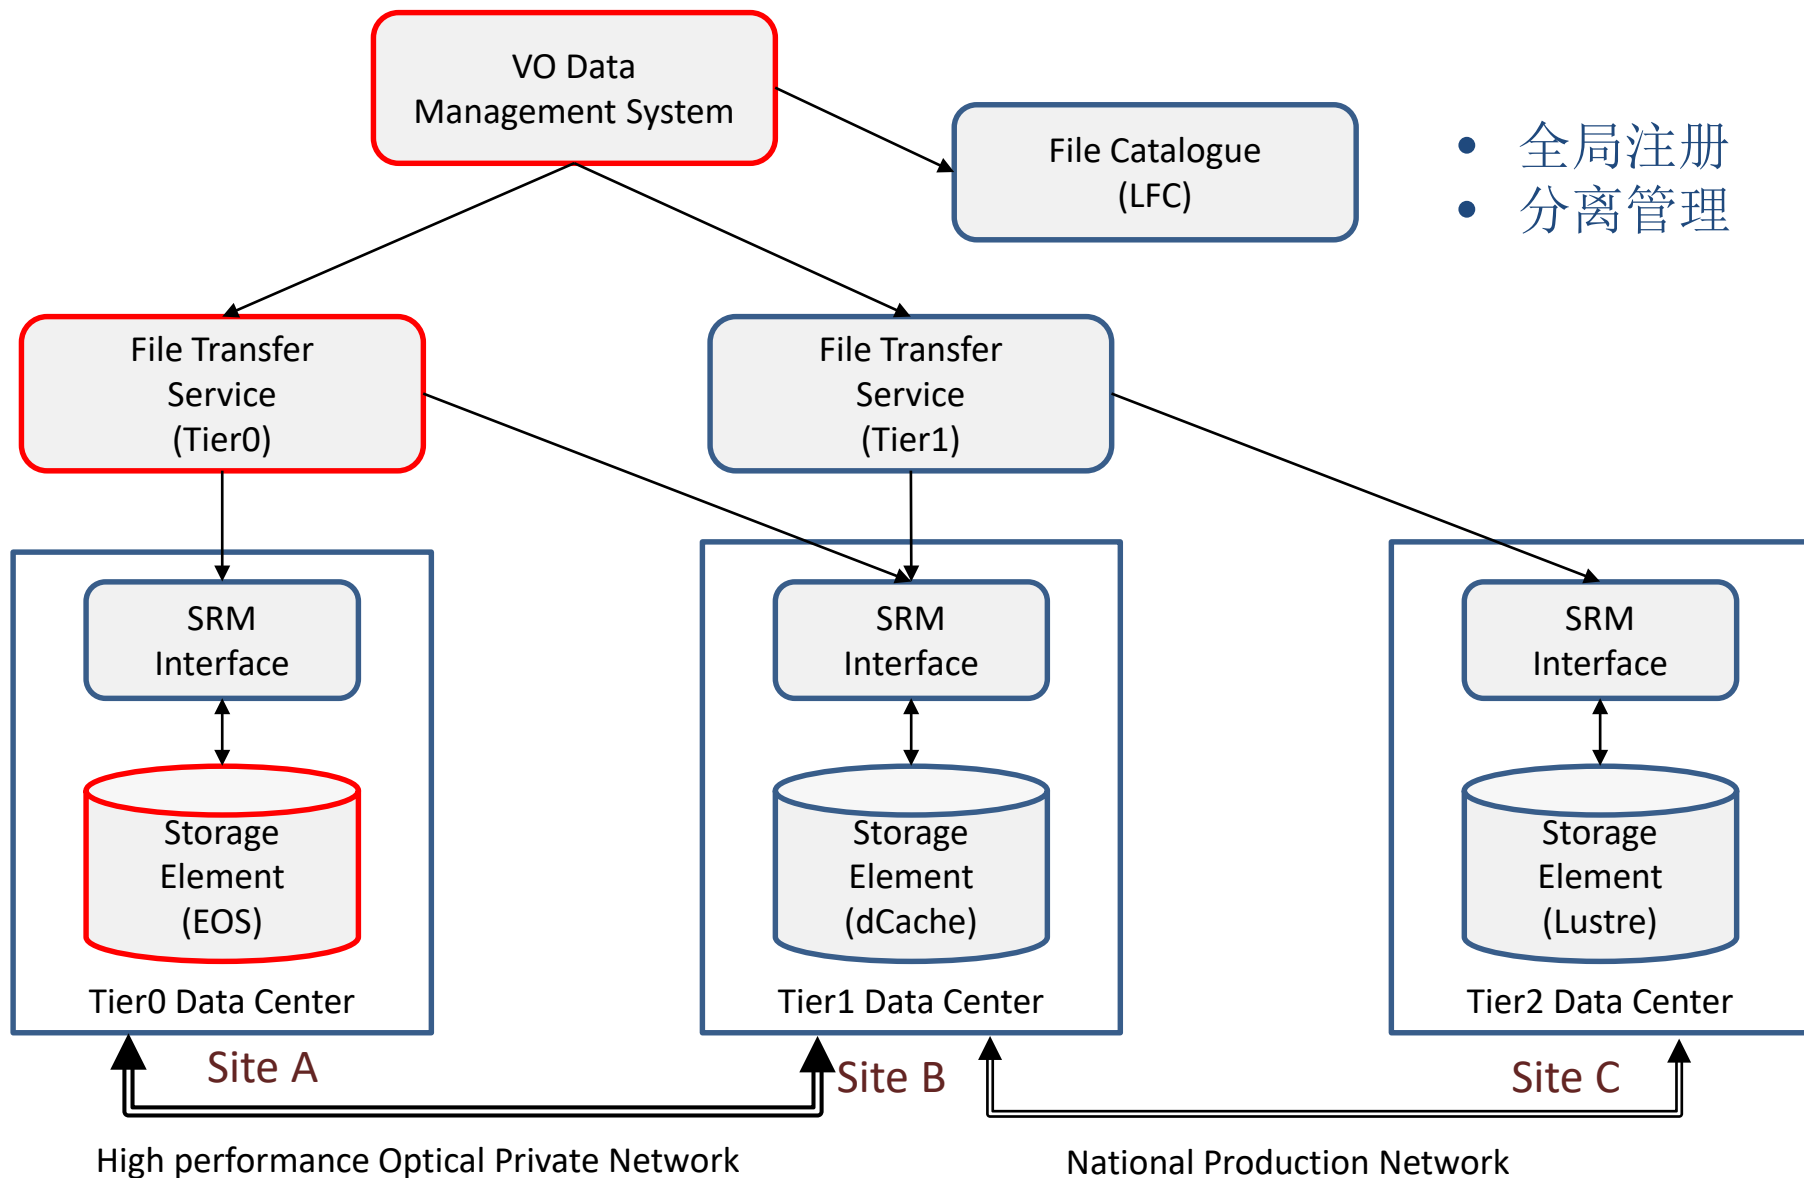 VO Data
Management System
File Catalogue
(LFC)
• 全局注册
• 分离管理
File Transfer
Service
(Tier0)
File Transfer
Service
(Tier1)
SRM
Interface
SRM
Interface
SRM
Interface
Storage
Element
(EOS)
Storage
Element
(dCache)
Storage
Element
(Lustre)
Tier0 Data Center
Tier1 Data Center
Tier2 Data Center
Site A
Site B
Site C
High performance Optical Private Network
National Production Network